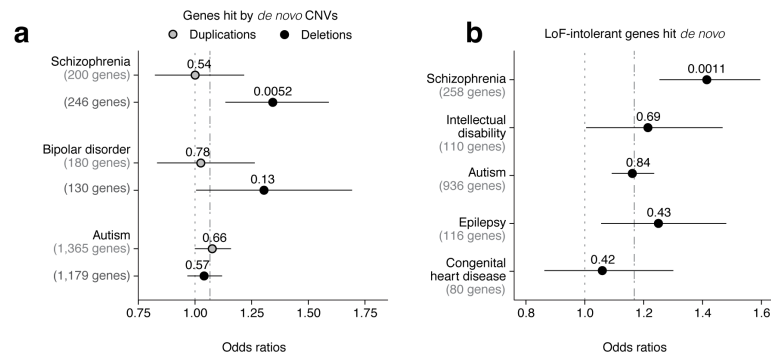 a
Genes hit by de novo CNVs
Duplications Deletions
Schizophrenia
(200 genes)
0.54
(246 genes)
0.0052
Bipolar disorder
(180 genes)
0.78
(130 genes)
0.13
Autism
(1,365 genes)
0.66
(1,179 genes)
0.57
0.75 1.00 1.25 1.50 1.75
Odds ratios
b
LoF-intolerant genes hit de novo
Schizophrenia
(258 genes)
0.0011
Intellectual
disability
(110 genes)
0.69
Autism
(936 genes)
0.84
Epilepsy
(116 genes)
0.43
Congenital
heart disease
(80 genes)
0.42
0.8 1.0 1.2 1.4 1.6
Odds ratios